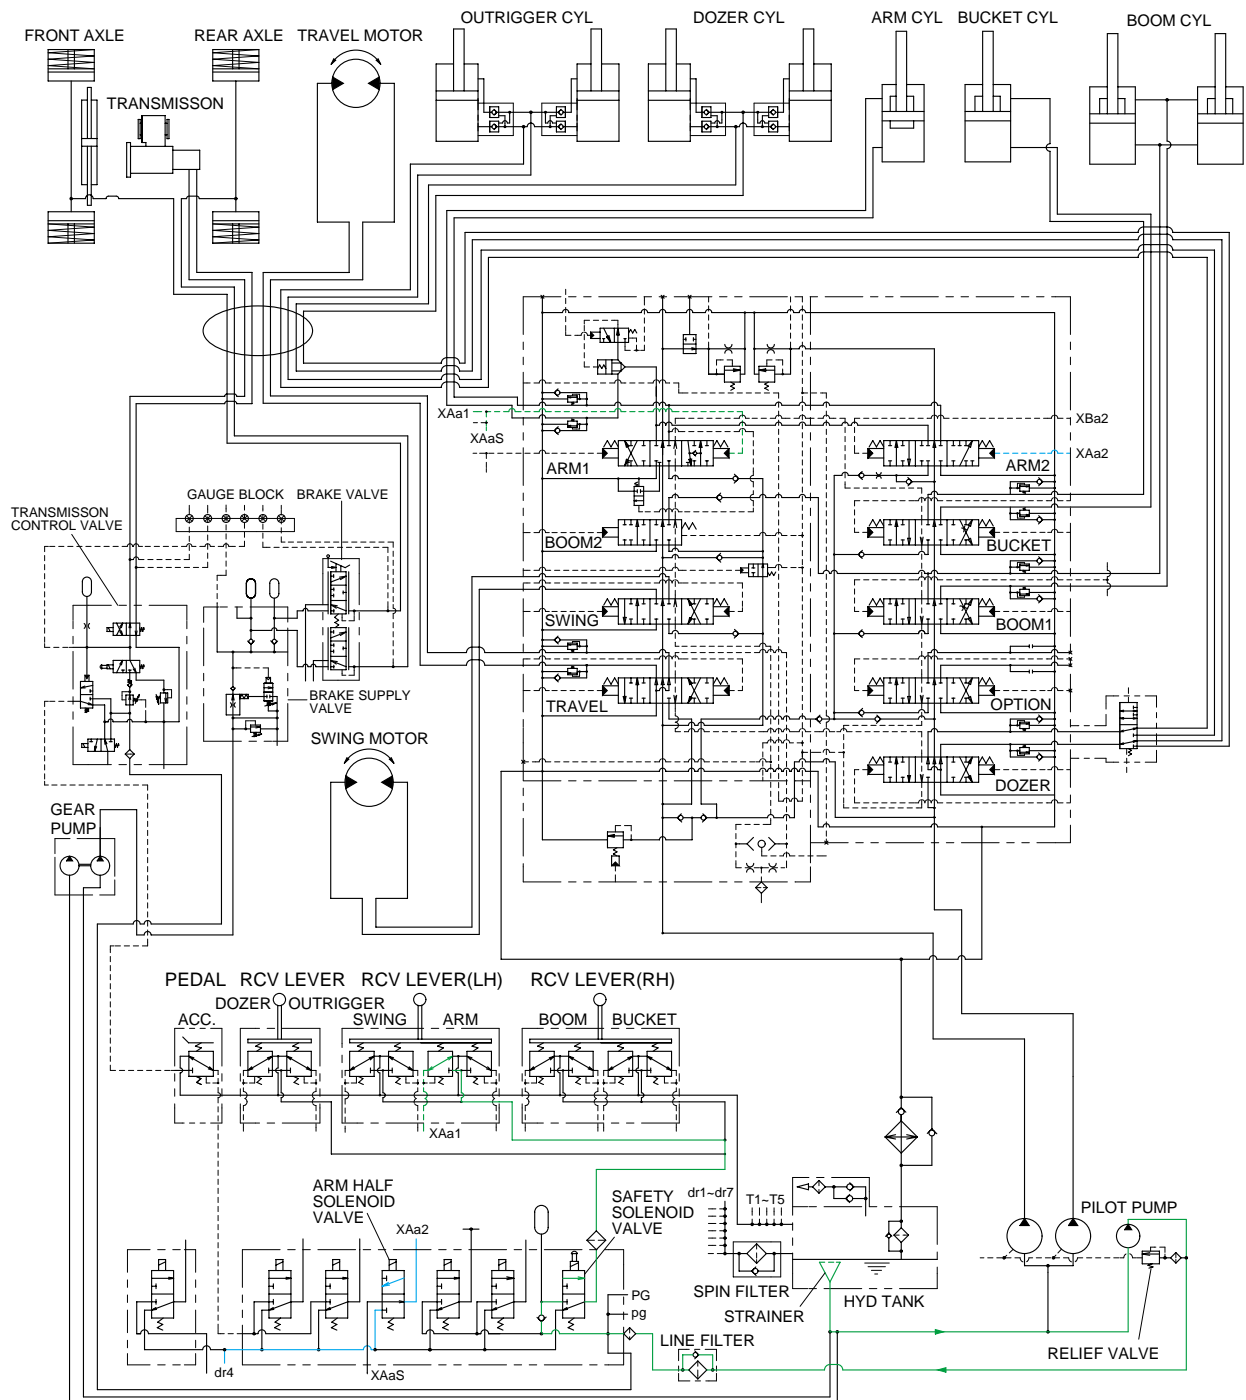 OUTRIGGER CYL DOZER CYL ARM CYL BUCKET CYL BOOM CYL
FRONT AXLE REAR AXLE TRAVEL MOTOR
TRANSMISSON
XAa1
XAaS
XBa2
XAa2
ARM1
ARM2
GAUGE BLOCK BRAKE VALVE
TRANSMISSON
CONTROL VALVE
BOOM2
BUCKET
SWING
BOOM1
BRAKE SUPPLY
VALVE
TRAVEL
OPTION
SWING MOTOR
DOZER
GEAR
PUMP
PEDAL RCV LEVER RCV LEVER(LH) RCV LEVER(RH)
DOZER OUTRIGGER
ACC. SWING ARM BOOM BUCKET
XAa1
ARM HALF
SOLENOID
VALVE
XAa2
SAFETY
SOLENOID
VALVE
dr1~dr7
T1~T5
PILOT PUMP
PG
pg
SPIN FILTER
STRAINER
HYD TANK
LINE FILTER
RELIEF VALVE
dr4
XAaS